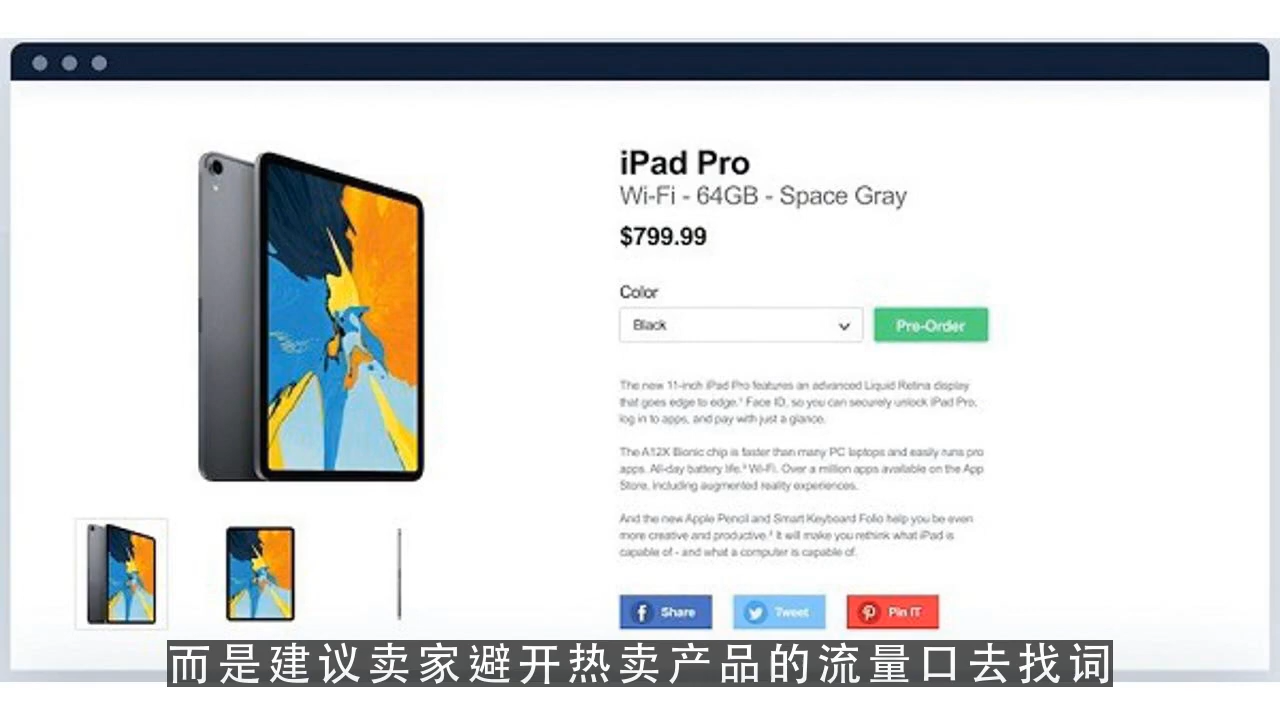 iPad Pro
Wi-Fi - 64GB - Space Gray
$799.99
Color
Black
Pre-Order
The new 11-inch iPad Pro features an advanced Liquid Retina display
that goes edge to edge.¹ Face ID, so you can securely unlock iPad Pro,
log in to apps, and pay with just a glance.
The A12X Bionic chip is faster than many PC laptops and easily runs pro
apps. All-day battery life.³ Wi-Fi. Over a million apps available on the App
Store, including augmented reality experiences.
And the new Apple Pencil and Smart Keyboard Folio help you be even
more creative and productive.² It will make you rethink what iPad is
capable of - and what a computer is capable of.
Share
Tweet
Pin IT
而是建议卖家避开热卖产品的流量口去找词